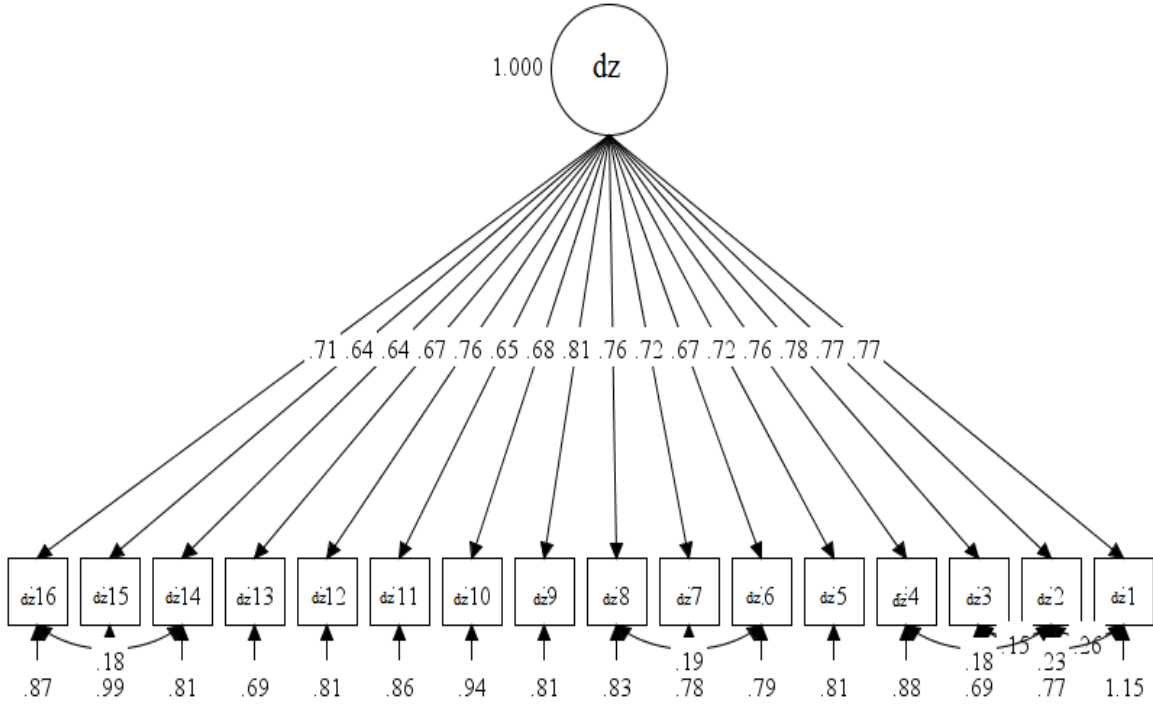 1.000 dz
.71 .64 .64 .67 .76 .65 .68 .81 .76 .72 .67 .72 .76 .78 .77 .77
dz16 dz15 dz14 dz13 dz12 dz11 dz10 dz9 dz8 dz7 dz6 dz5 dz4 dz3 dz2 dz1
.15 .26
.18 .19 .18 .23
.87 .99 .81 .69 .81 .86 .94 .81 .83 .78 .79 .81 .88 .69 .77 1.15